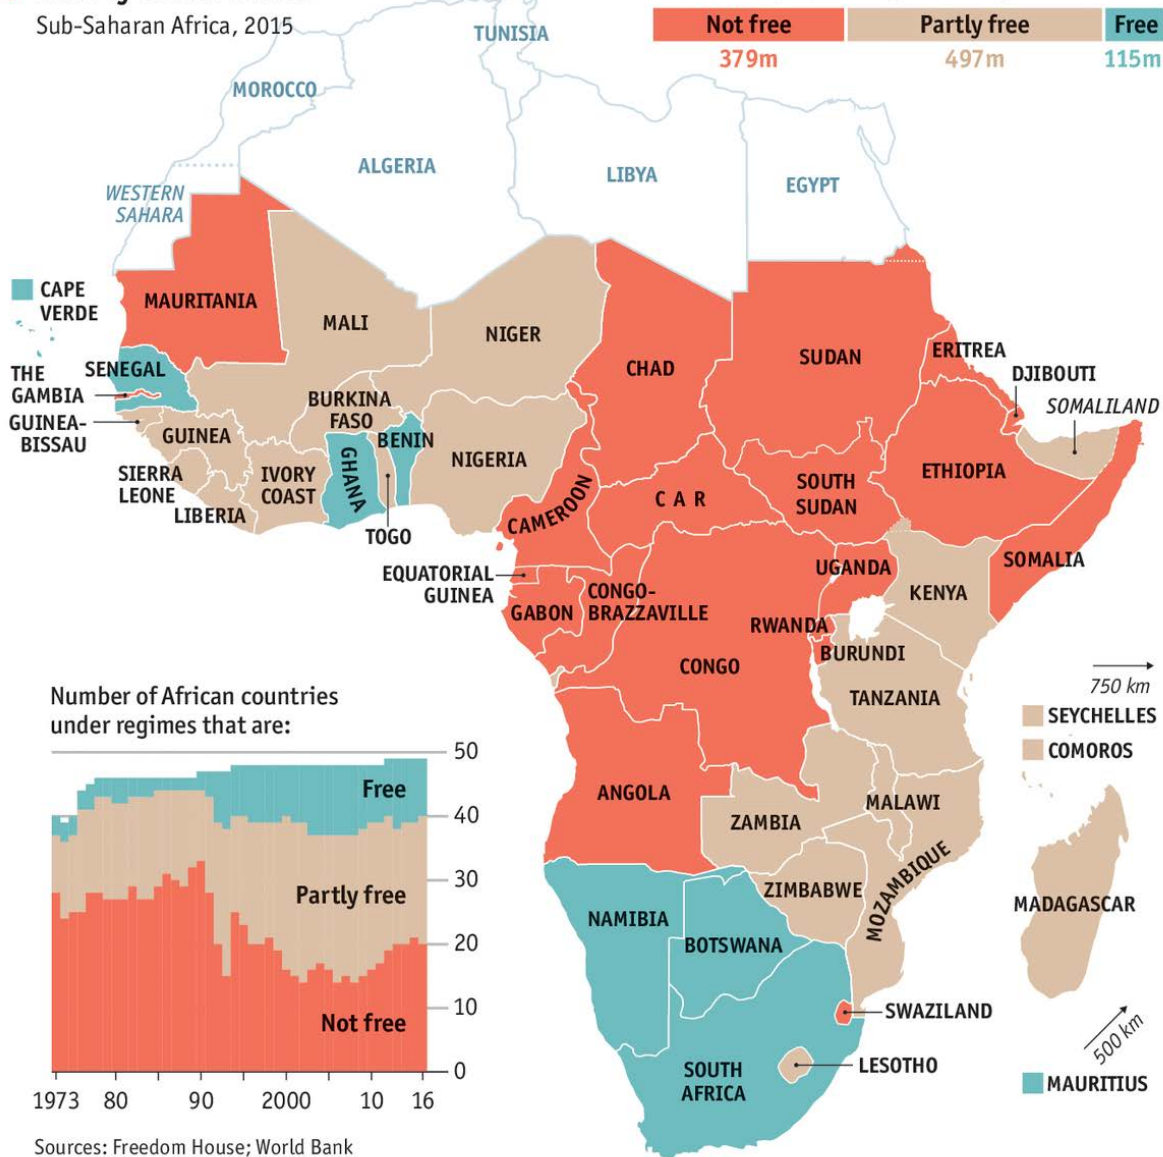 Sub-Saharan Africa, 2015
Not free
Partly free
Free
379m
497m
115m
TUNISIA
MOROCCO
ALGERIA
LIBYA
EGYPT
WESTERN
SAHARA
CAPE
VERDE
MAURITANIA
MALI
NIGER
CHAD
SUDAN
ERITREA
DJIBOUTI
SOMALILAND
SENEGAL
THE
GAMBIA
GUINEA-
BISSAU
GUINEA
BURKINA
FASO
BENIN
NIGERIA
GHANA
IVORY
COAST
SIERRA
LEONE
LIBERIA
TOGO
CAMEROON
C A R
SOUTH
SUDAN
ETHIOPIA
SOMALIA
UGANDA
KENYA
EQUATORIAL
GUINEA
GABON
CONGO-
BRAZZAVILLE
RWANDA
BURUNDI
CONGO
TANZANIA
750 km
SEYCHELLES
COMOROS
ANGOLA
ZAMBIA
MALAWI
MOZAMBIQUE
ZIMBABWE
MADAGASCAR
NAMIBIA
BOTSWANA
SWAZILAND
LESOTHO
SOUTH
AFRICA
500 km
MAURITIUS
Number of African countries
under regimes that are:
50
Free
40
30
Partly free
20
10
Not free
0
1973 80 90 2000 10 16
Sources: Freedom House; World Bank